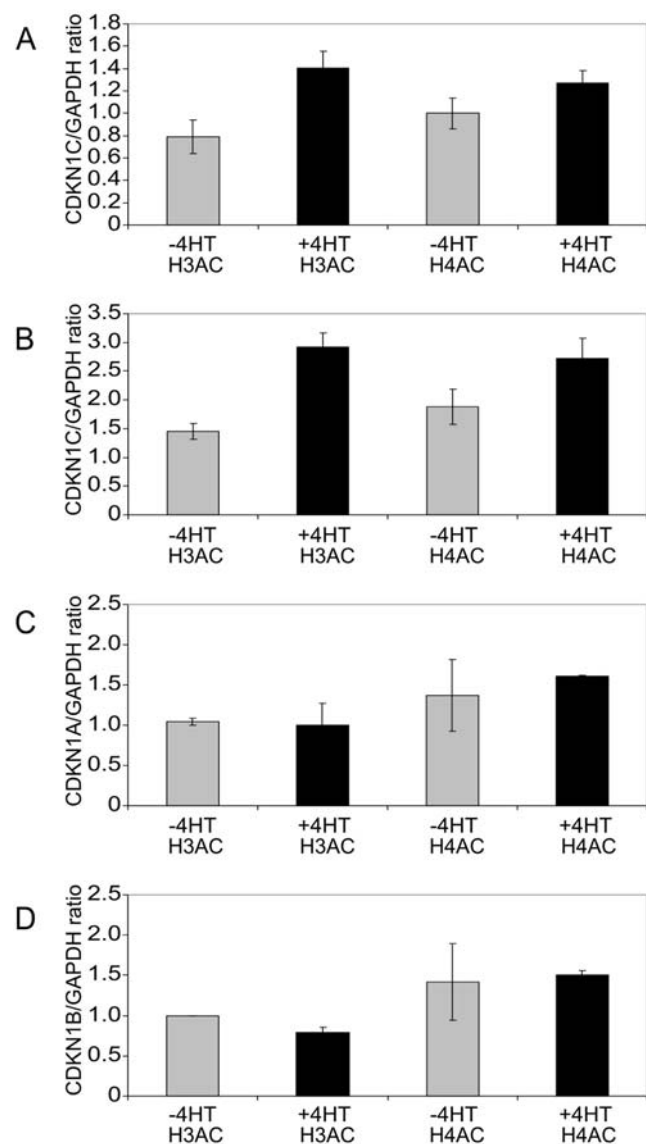 A
CDKN1C/GAPDH ratio
1.8
1.6
1.4
1.2
1.0
0.8
0.6
0.4
0.2
0
-4HT +4HT -4HT +4HT
H3AC H3AC H4AC H4AC
B
CDKN1C/GAPDH ratio
3.5
3.0
2.5
2.0
1.5
1.0
0.5
0
-4HT +4HT -4HT +4HT
H3AC H3AC H4AC H4AC
C
CDKN1A/GAPDH ratio
2.5
2.0
1.5
1.0
0.5
0
-4HT +4HT -4HT +4HT
H3AC H3AC H4AC H4AC
D
CDKN1B/GAPDH ratio
2.5
2.0
1.5
1.0
0.5
0
-4HT +4HT -4HT +4HT
H3AC H3AC H4AC H4AC